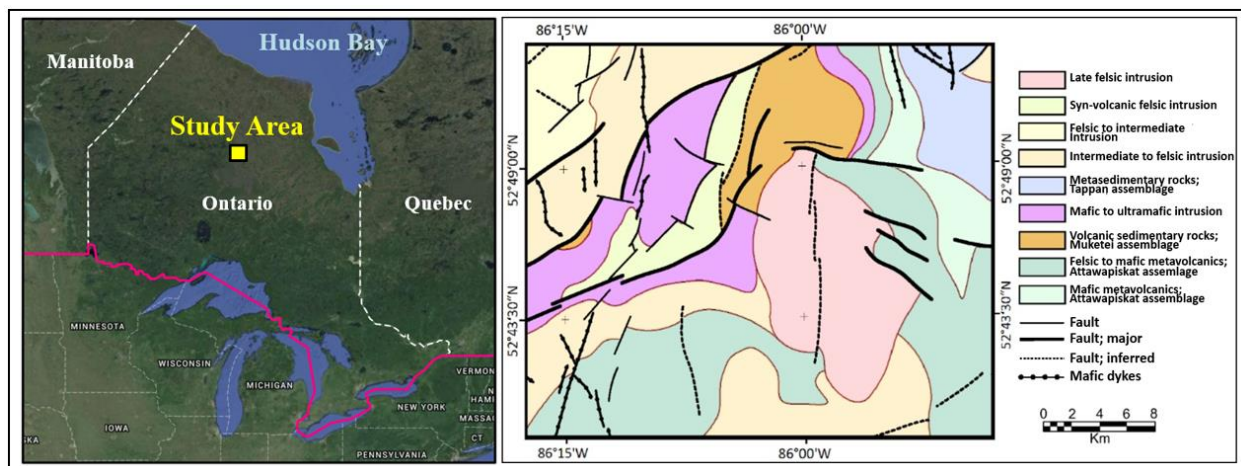 Hudson Bay
Manitoba
Study Area
Ontario
Quebec
MINNESOTA
WISCONSIN
MICHIGAN
IOWA
NEW YORK
VERMO
N
HAM
MASSA
CT
PENNSYLVANIA
86°15'W
86°00'W
52°49'00"N
52°49'00"N
52°43'30"N
52°43'30"N
86°15'W
86°00'W
Late felsic intrusion
Syn-volcanic felsic intrusion
Felsic to intermediate
Intrusion
Intermediate to felsic intrusion
Metasedimentary rocks;
Tappan assemblage
Mafic to ultramafic intrusion
Volcanic sedimentary rocks;
Muketei assemblage
Felsic to mafic metavolcanics;
Attawapiskat assemlage
Mafic metavolcanics;
Attawapiskat assemblage
Fault
Fault; major
Fault; inferred
Mafic dykes
0 2 4 6 8
Km